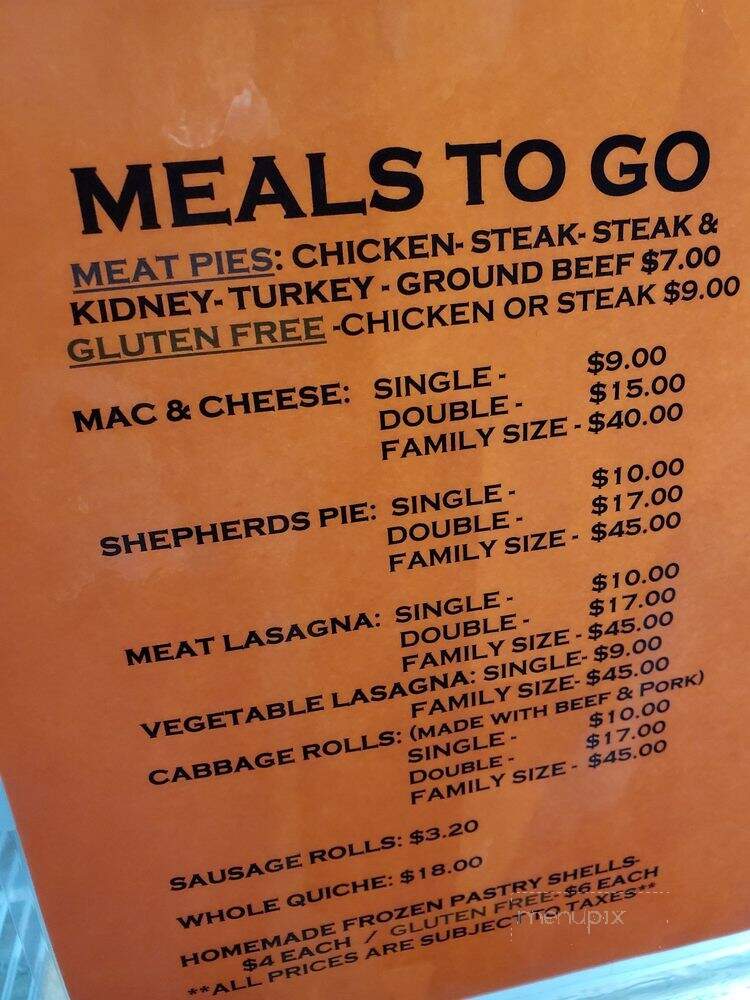 MEALS TO GO
MEAT PIES: CHICKEN- STEAK- STEAK &
KIDNEY- TURKEY - GROUND BEEF $7.00
GLUTEN FREE -CHICKEN OR STEAK $9.00
MAC & CHEESE: SINGLE - $9.00
DOUBLE - $15.00
FAMILY SIZE - $40.00
SHEPHERDS PIE: SINGLE - $10.00
DOUBLE - $17.00
FAMILY SIZE - $45.00
MEAT LASAGNA: SINGLE - $10.00
DOUBLE - $17.00
FAMILY SIZE - $45.00
VEGETABLE LASAGNA: SINGLE- $9.00
FAMILY SIZE- $45.00
CABBAGE ROLLS: (MADE WITH BEEF & PORK)
SINGLE - $10.00
DOUBLE - $17.00
FAMILY SIZE - $45.00
SAUSAGE ROLLS: $3.20
WHOLE QUICHE: $18.00
HOMEMADE FROZEN PASTRY SHELLS-
$4 EACH / GLUTEN FREE- $6 EACH
**ALL PRICES ARE SUBJECT TO TAXES**
menupix